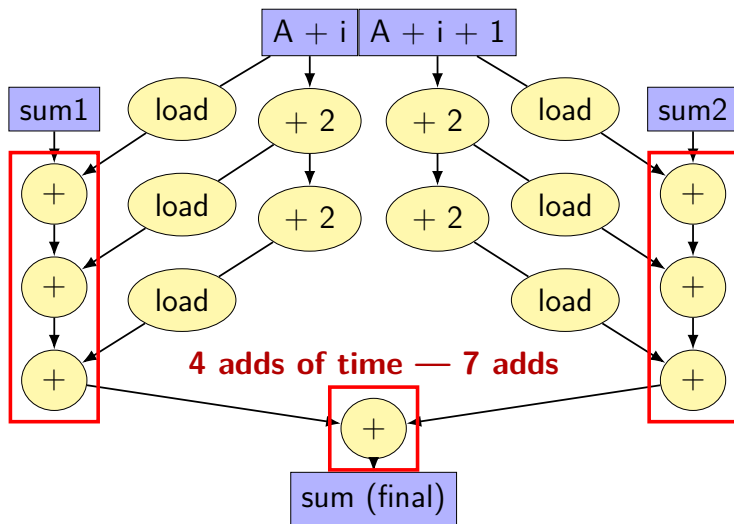 A + i
A + i + 1
sum1
load
+ 2
+ 2
load
sum2
+
load
+ 2
+ 2
load
+
+
load
load
+
+
4 adds of time — 7 adds
+
+
sum (final)